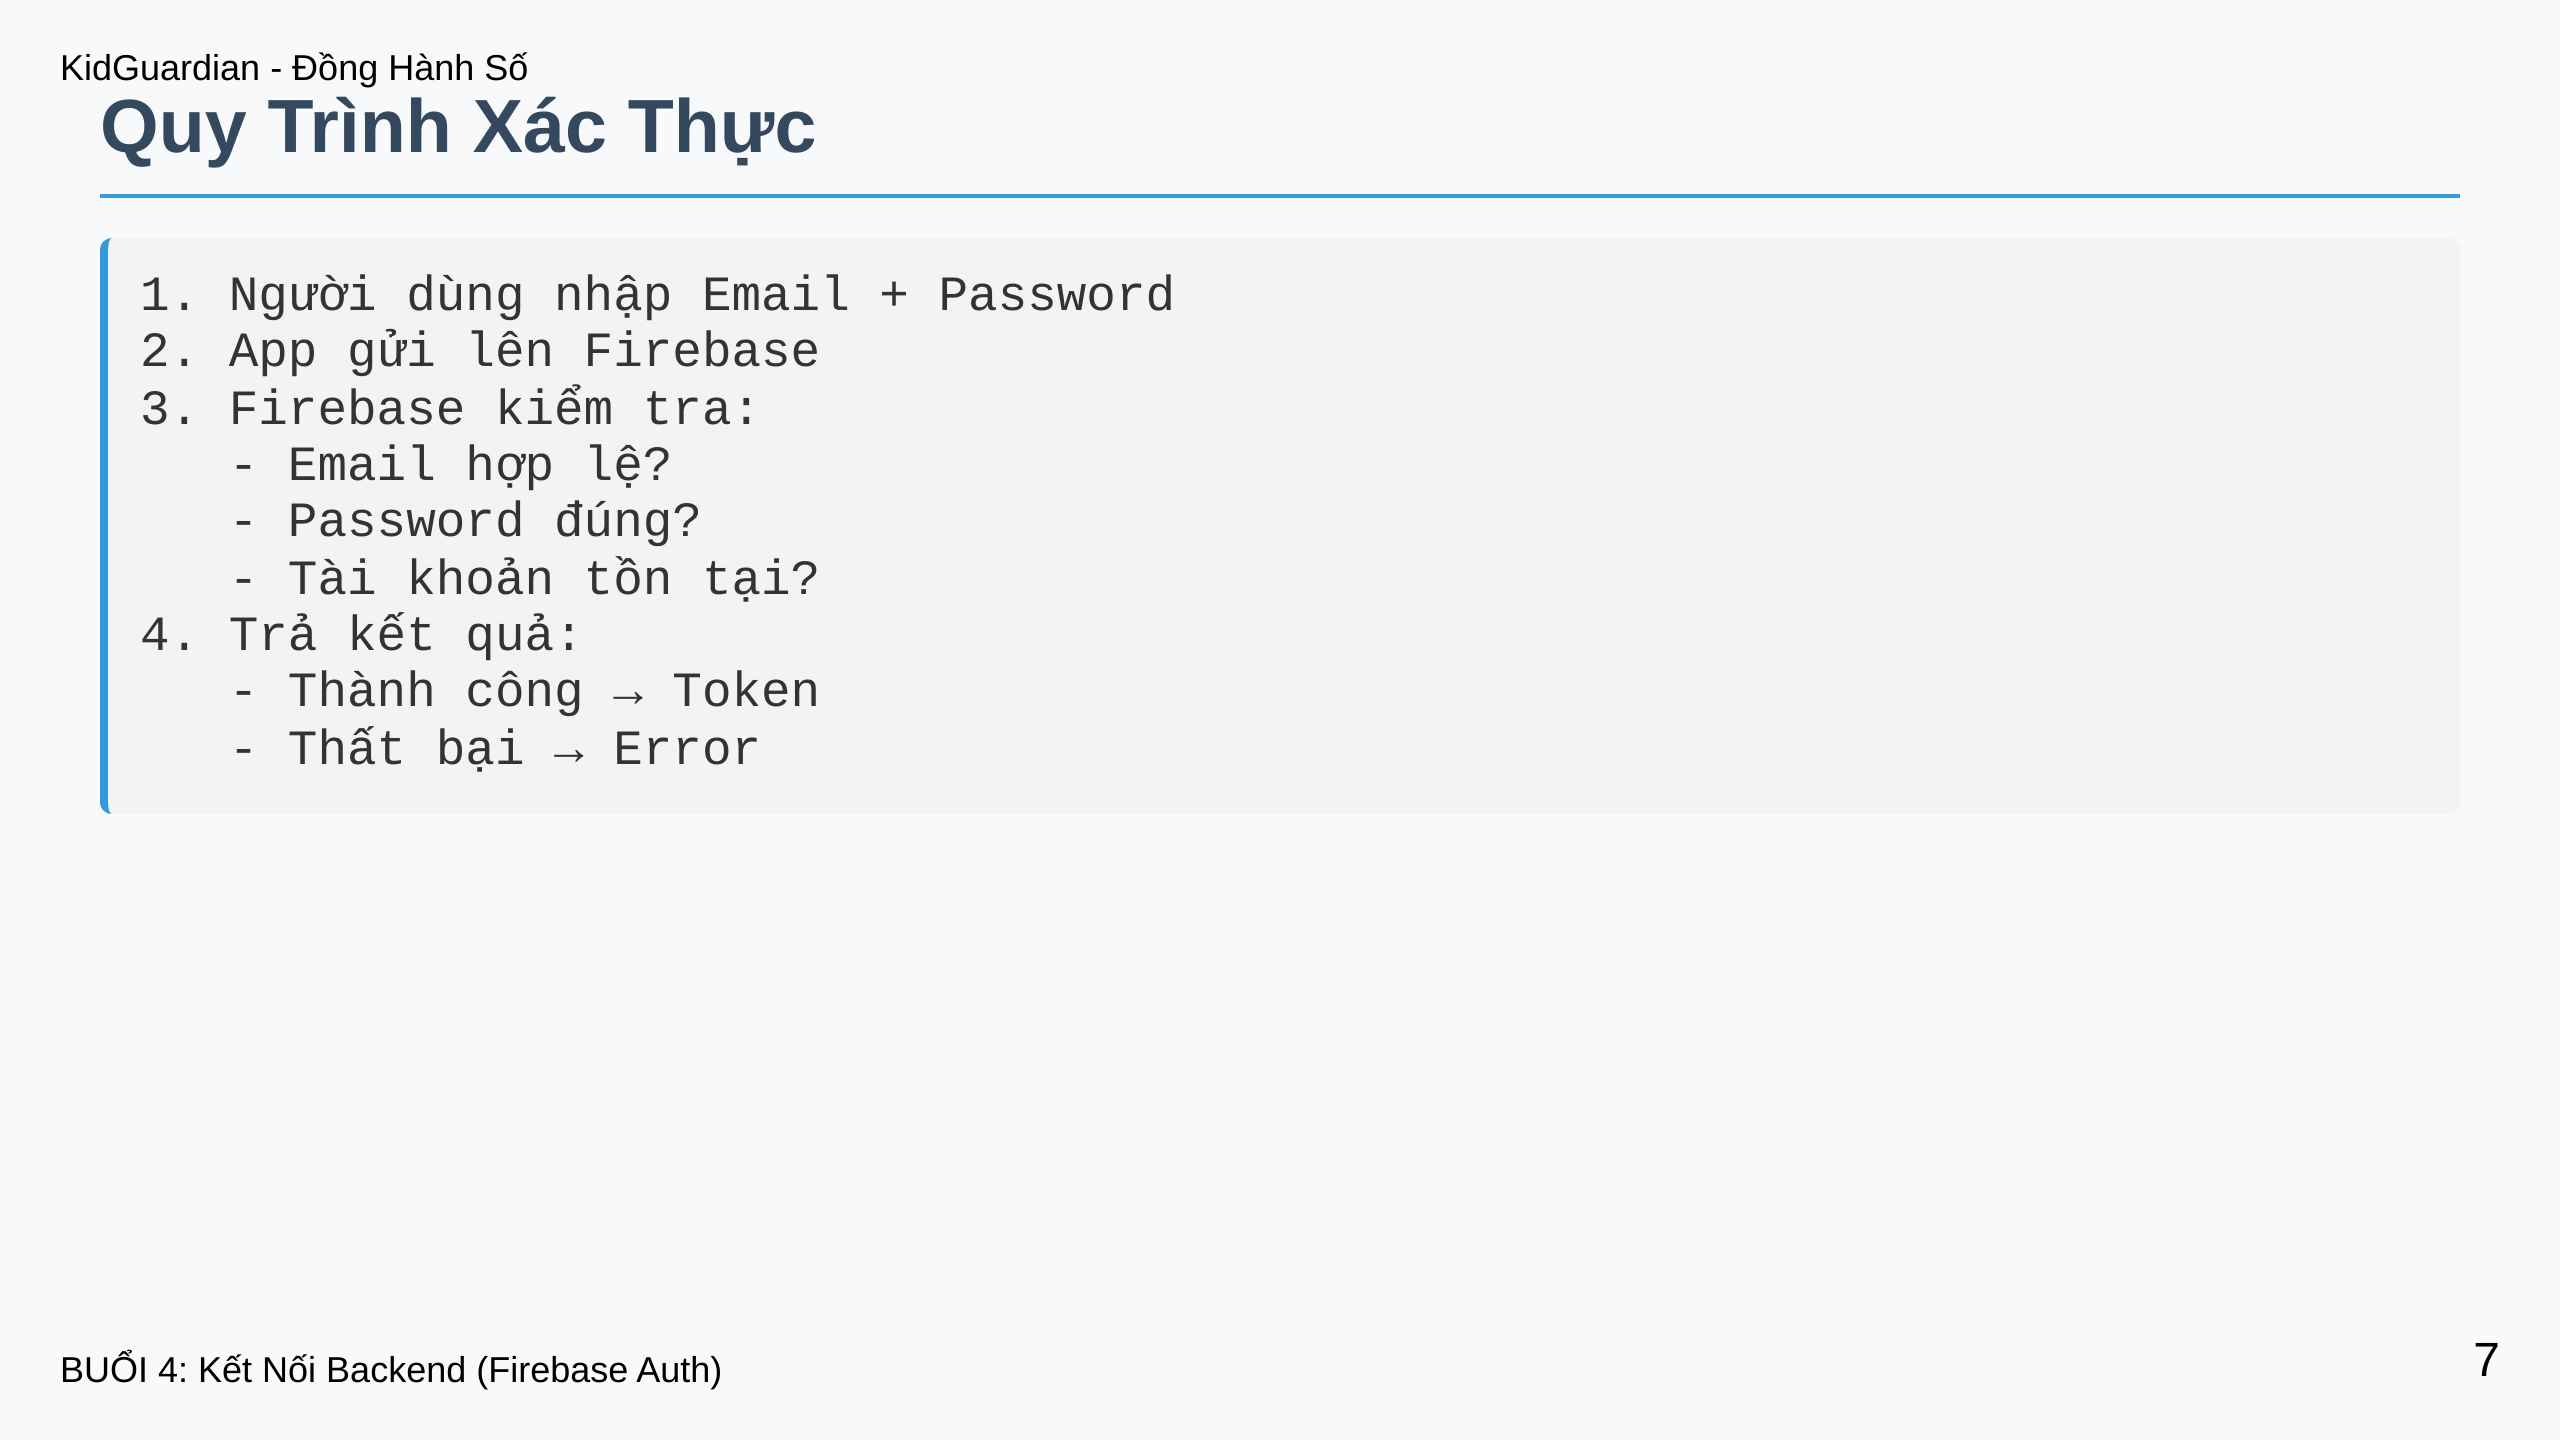 KidGuardian - Đồng Hành Số
Quy Trình Xác Thực
1. Người dùng nhập Email + Password
2. App gửi lên Firebase
3. Firebase kiểm tra:
   - Email hợp lệ?
   - Password đúng?
   - Tài khoản tồn tại?
4. Trả kết quả:
   - Thành công → Token
   - Thất bại → Error
BUỔI 4: Kết Nối Backend (Firebase Auth)
7